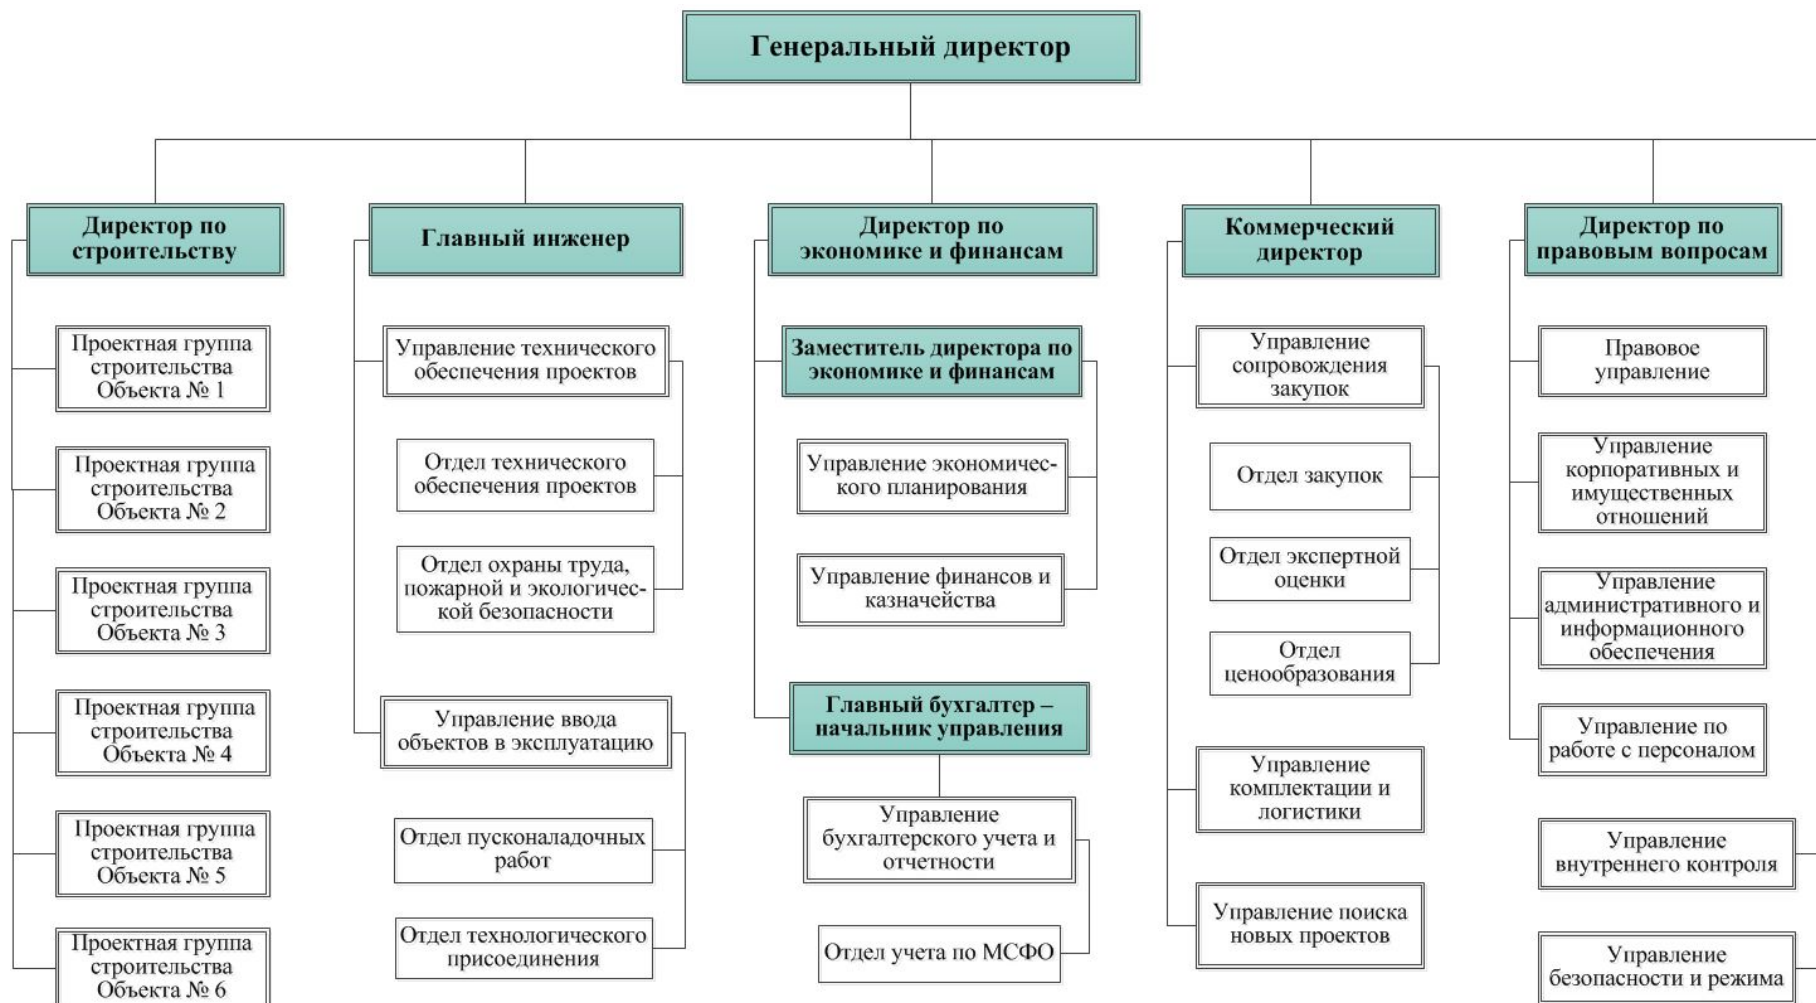 Генеральный директор
Директор по
строительству
Проектная группа
строительства
Объекта № 1
Проектная группа
строительства
Объекта № 2
Проектная группа
строительства
Объекта № 3
Проектная группа
строительства
Объекта № 4
Проектная группа
строительства
Объекта № 5
Проектная группа
строительства
Объекта № 6
Главный инженер
Управление технического
обеспечения проектов
Отдел технического
обеспечения проектов
Отдел охраны труда,
пожарной и экологичес-
кой безопасности
Управление ввода
объектов в эксплуатацию
Отдел пусконаладочных
работ
Отдел технологического
присоединения
Директор по
экономике и финансам
Заместитель директора по
экономике и финансам
Управление экономичес-
кого планирования
Управление финансов и
казначейства
Главный бухгалтер –
начальник управления
Управление
бухгалтерского учета и
отчетности
Отдел учета по МСФО
Коммерческий
директор
Управление
сопровождения
закупок
Отдел закупок
Отдел экспертной
оценки
Отдел
ценообразования
Управление
комплектации и
логистики
Управление поиска
новых проектов
Директор по
правовым вопросам
Правовое
управление
Управление
корпоративных и
имущественных
отношений
Управление
административного и
информационного
обеспечения
Управление по
работе с персоналом
Управление
внутреннего контроля
Управление
безопасности и режима